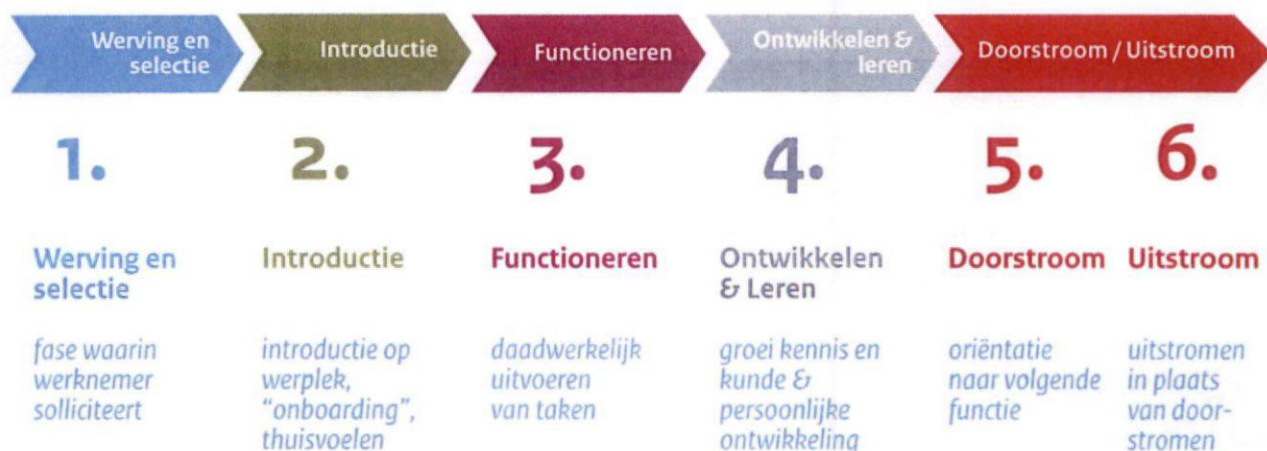 Werving en
selectie
Introductie
Functioneren
Ontwikkelen &
leren
Doorstroom / Uitstroom
1.
2.
3.
4.
5.
6.
Werving en
selectie
Introductie
Functioneren
Ontwikkelen
& Leren
Doorstroom
Uitstroom
fase waarin
werknemer
solliciteert
introductie op
werplek,
"onboarding",
thuisvoelen
daadwerkelijk
uitvoeren
van taken
groei kennis en
kunde &
persoonlijke
ontwikkeling
oriëntatie
naar volgende
functie
uitstromen
in plaats
van door-
stromen